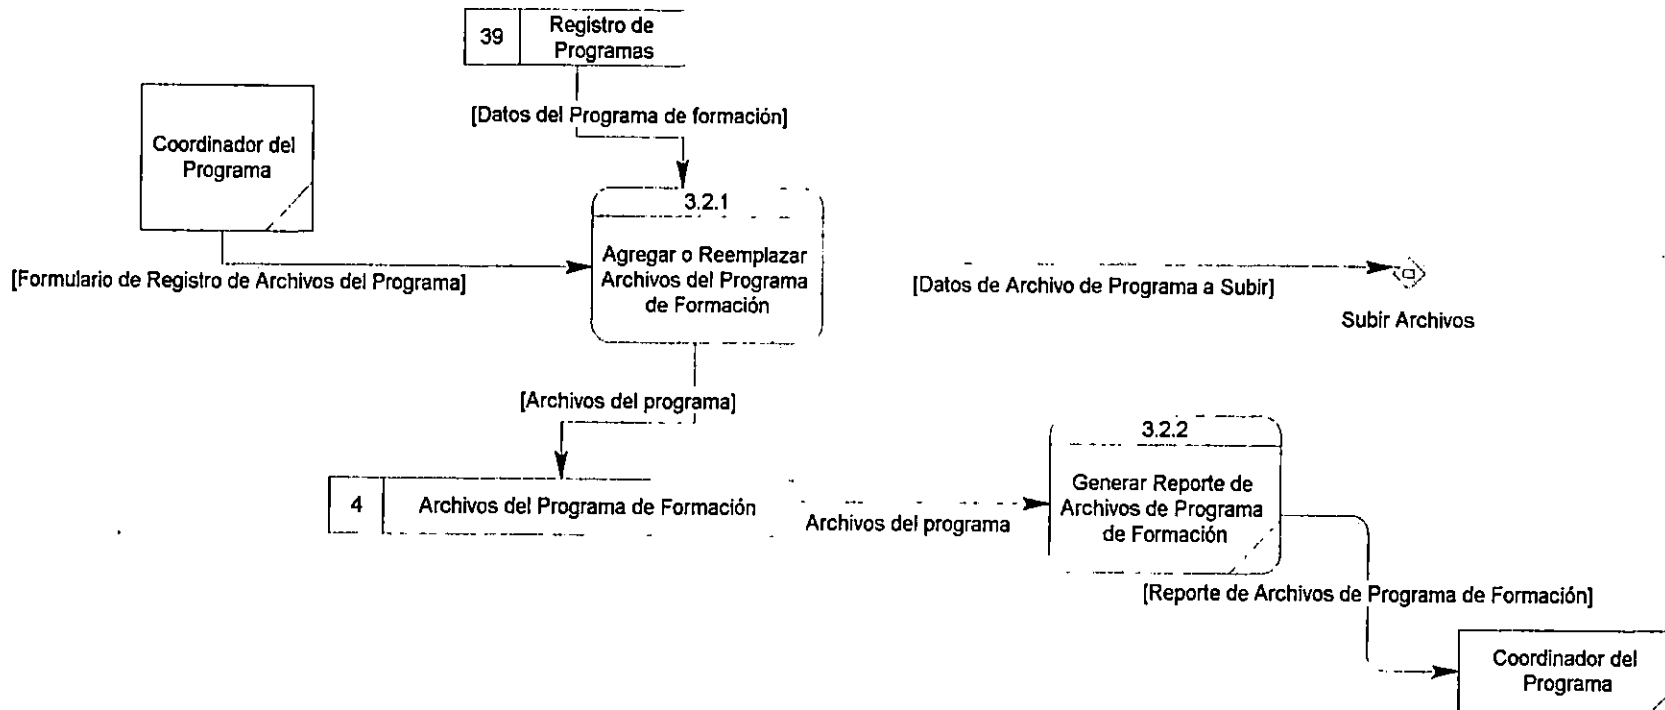 39
Registro de
Programas
[Datos del Programa de formación]
Coordinador del
Programa
3.2.1
Agregar o Reemplazar
Archivos del Programa
de Formación
[Formulario de Registro de Archivos del Programa]
[Datos de Archivo de Programa a Subir]
Subir Archivos
[Archivos del programa]
4
Archivos del Programa de Formación
Archivos del programa
3.2.2
Generar Reporte de
Archivos de Programa
de Formación
[Reporte de Archivos de Programa de Formación]
Coordinador del
Programa